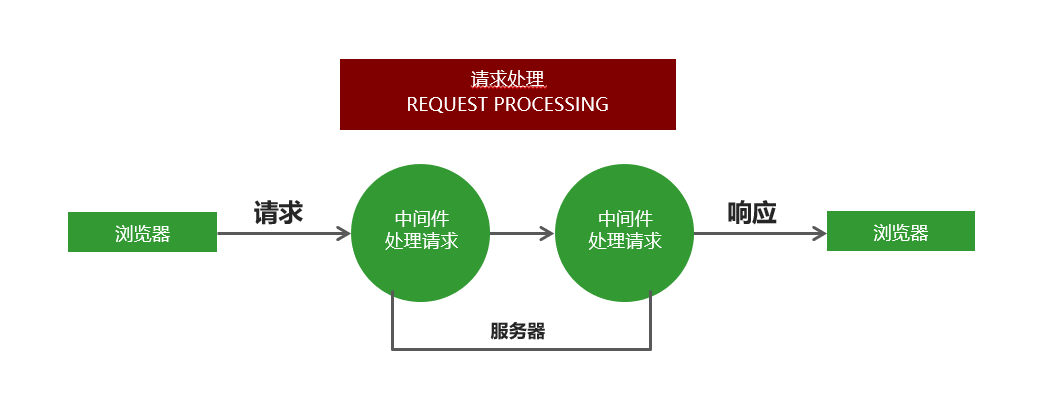 请求处理
REQUEST PROCESSING
浏览器
请求
中间件
处理请求
中间件
处理请求
响应
浏览器
服务器